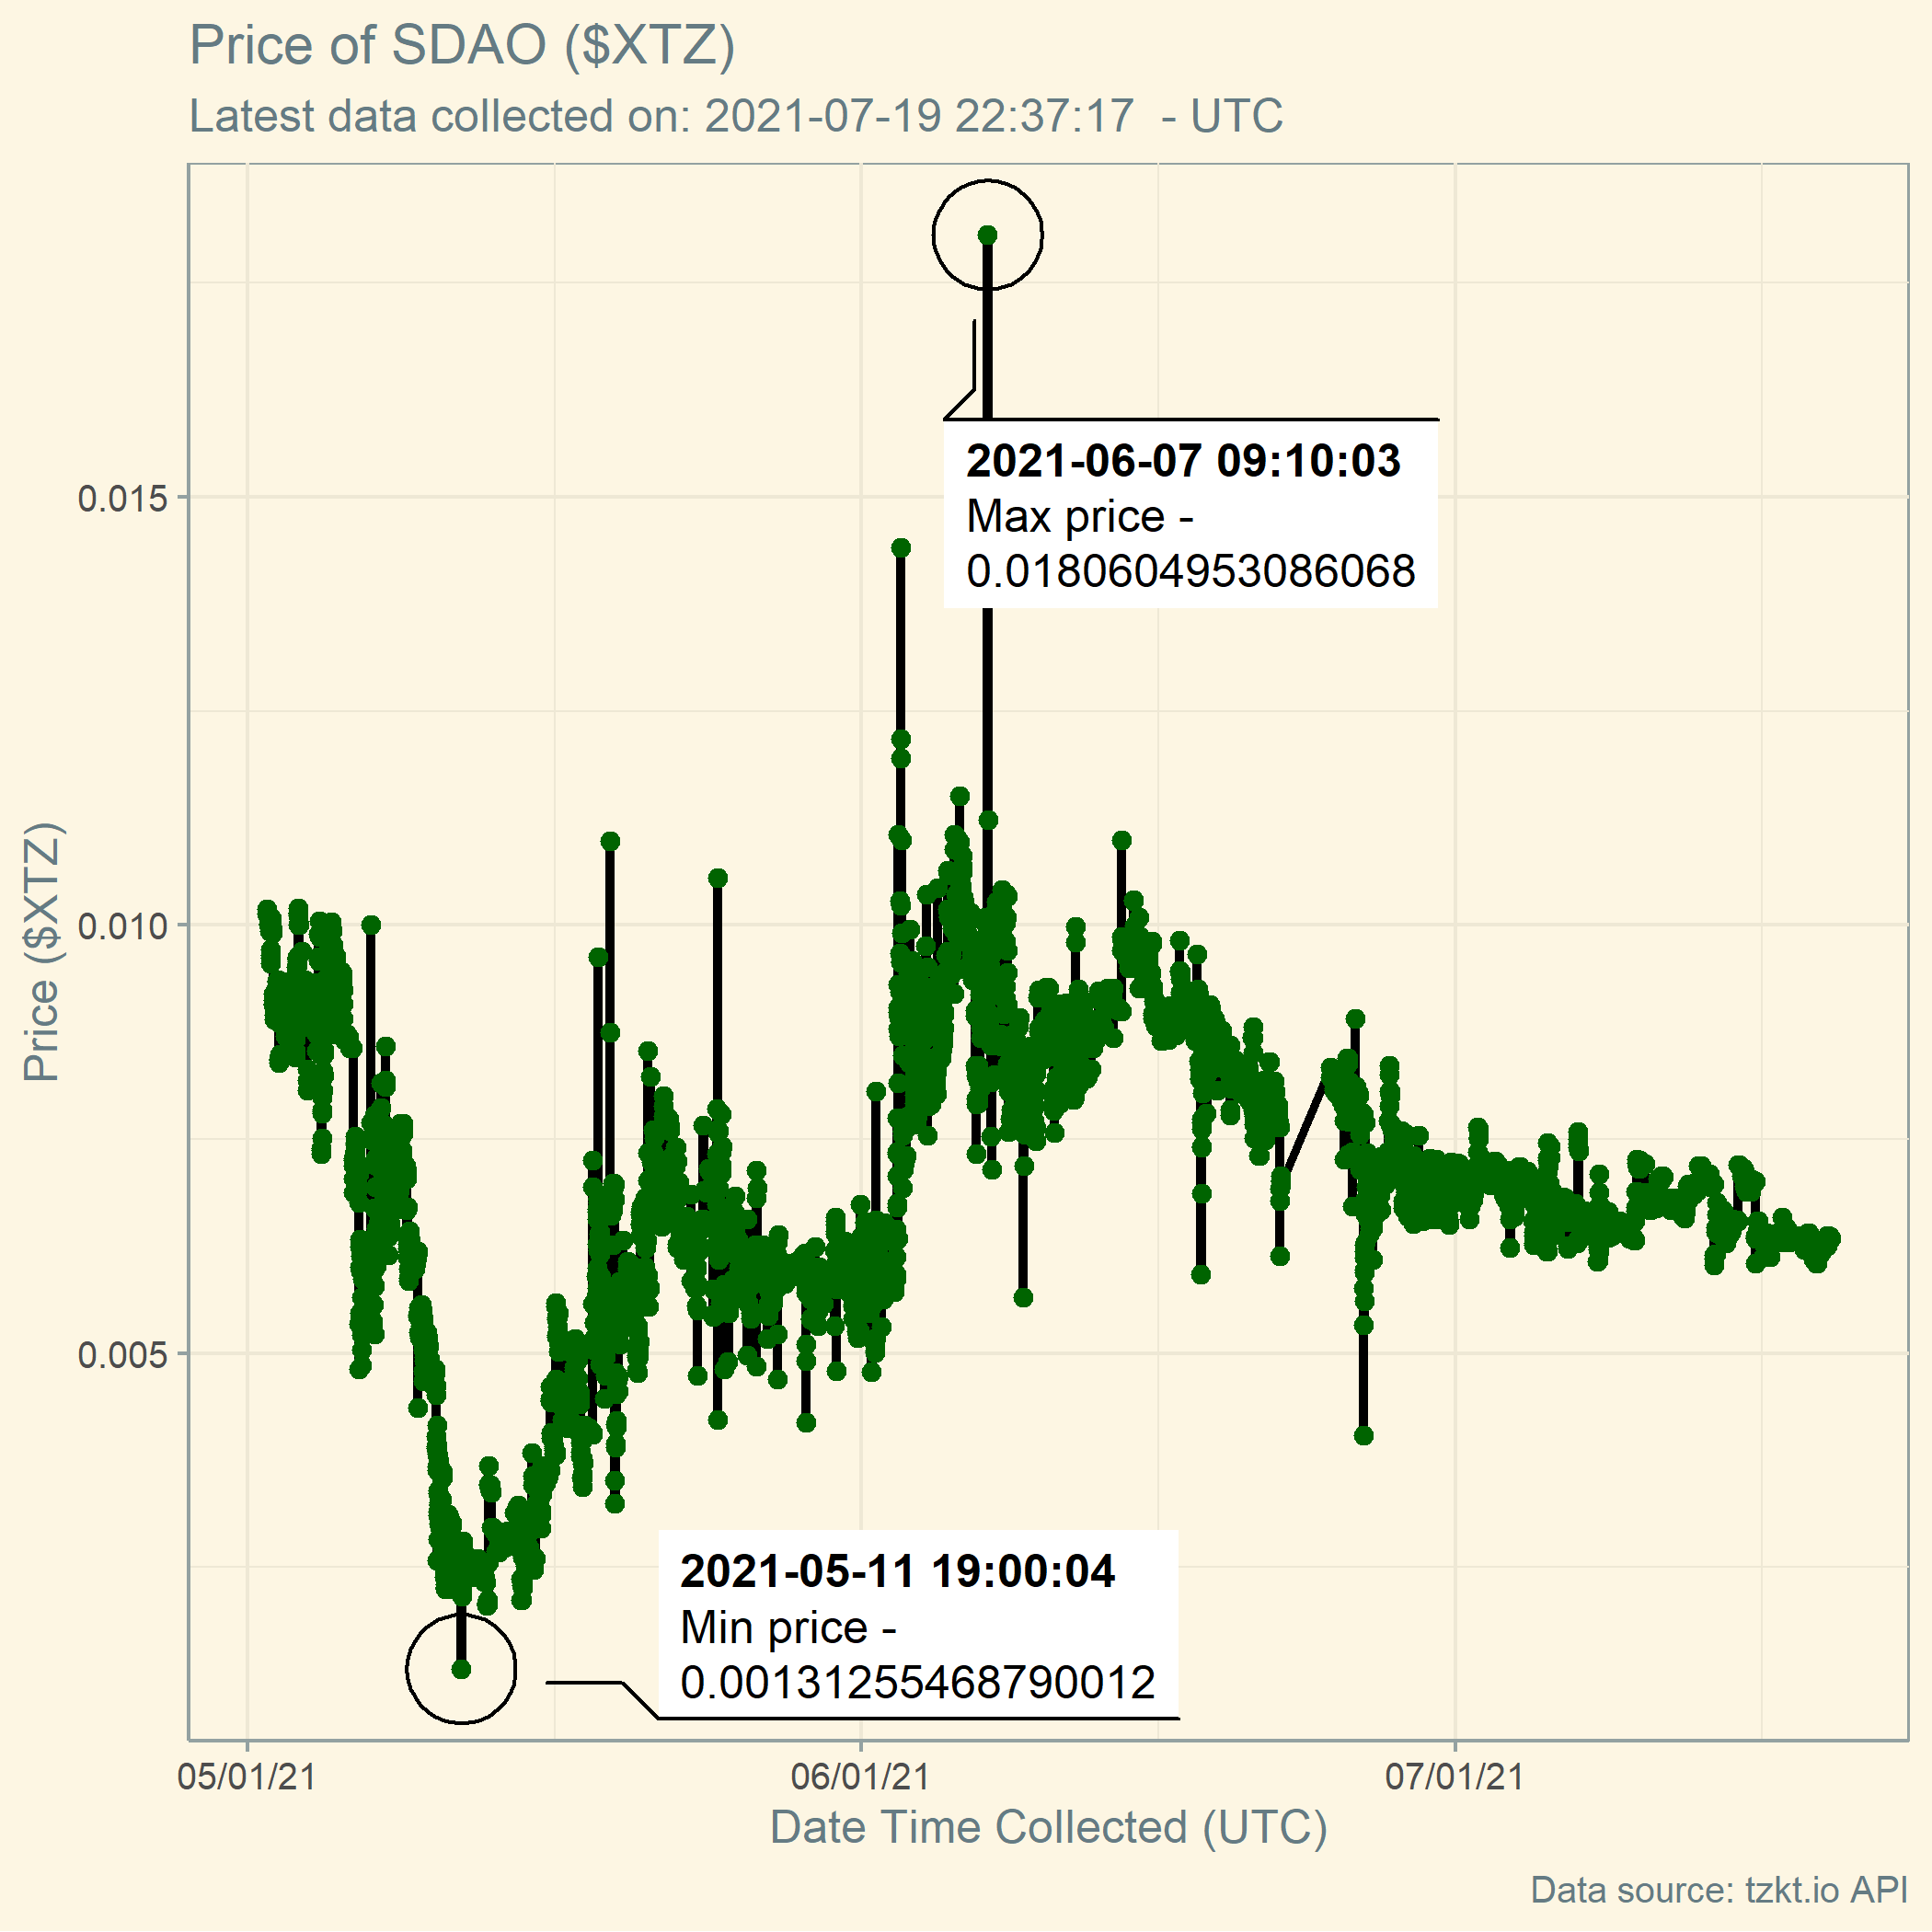 Price of SDAO ($XTZ)
Latest data collected on: 2021-07-19 22:37:17  - UTC
2021-06-07 09:10:03
Max price -
0.0180604953086068
0.015
0.010
0.005
Price ($XTZ)
2021-05-11 19:00:04
Min price -
0.00131255468790012
05/01/21
06/01/21
07/01/21
Date Time Collected (UTC)
Data source: tzkt.io API